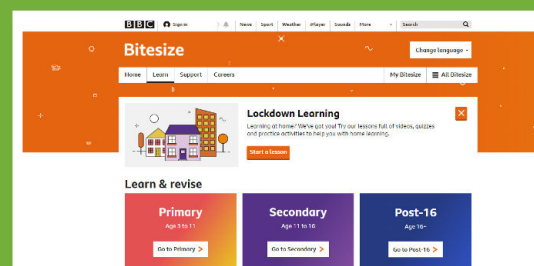 BBC Sign in News Sport Weather iPlayer Sounds More Search
Bitesize
Change language
Home Learn Support Careers My Bitesize All Bitesize
Lockdown Learning
Learning at home? We've got you! Try our lessons full of videos, quizzes
and practice activities to help you with home learning.
Start a lesson
Learn & revise
Primary Secondary Post-16
Age 3 to 11 Age 11 to 16 Age 16+
Go to Primary > Go to Secondary > Go to Post-16 >